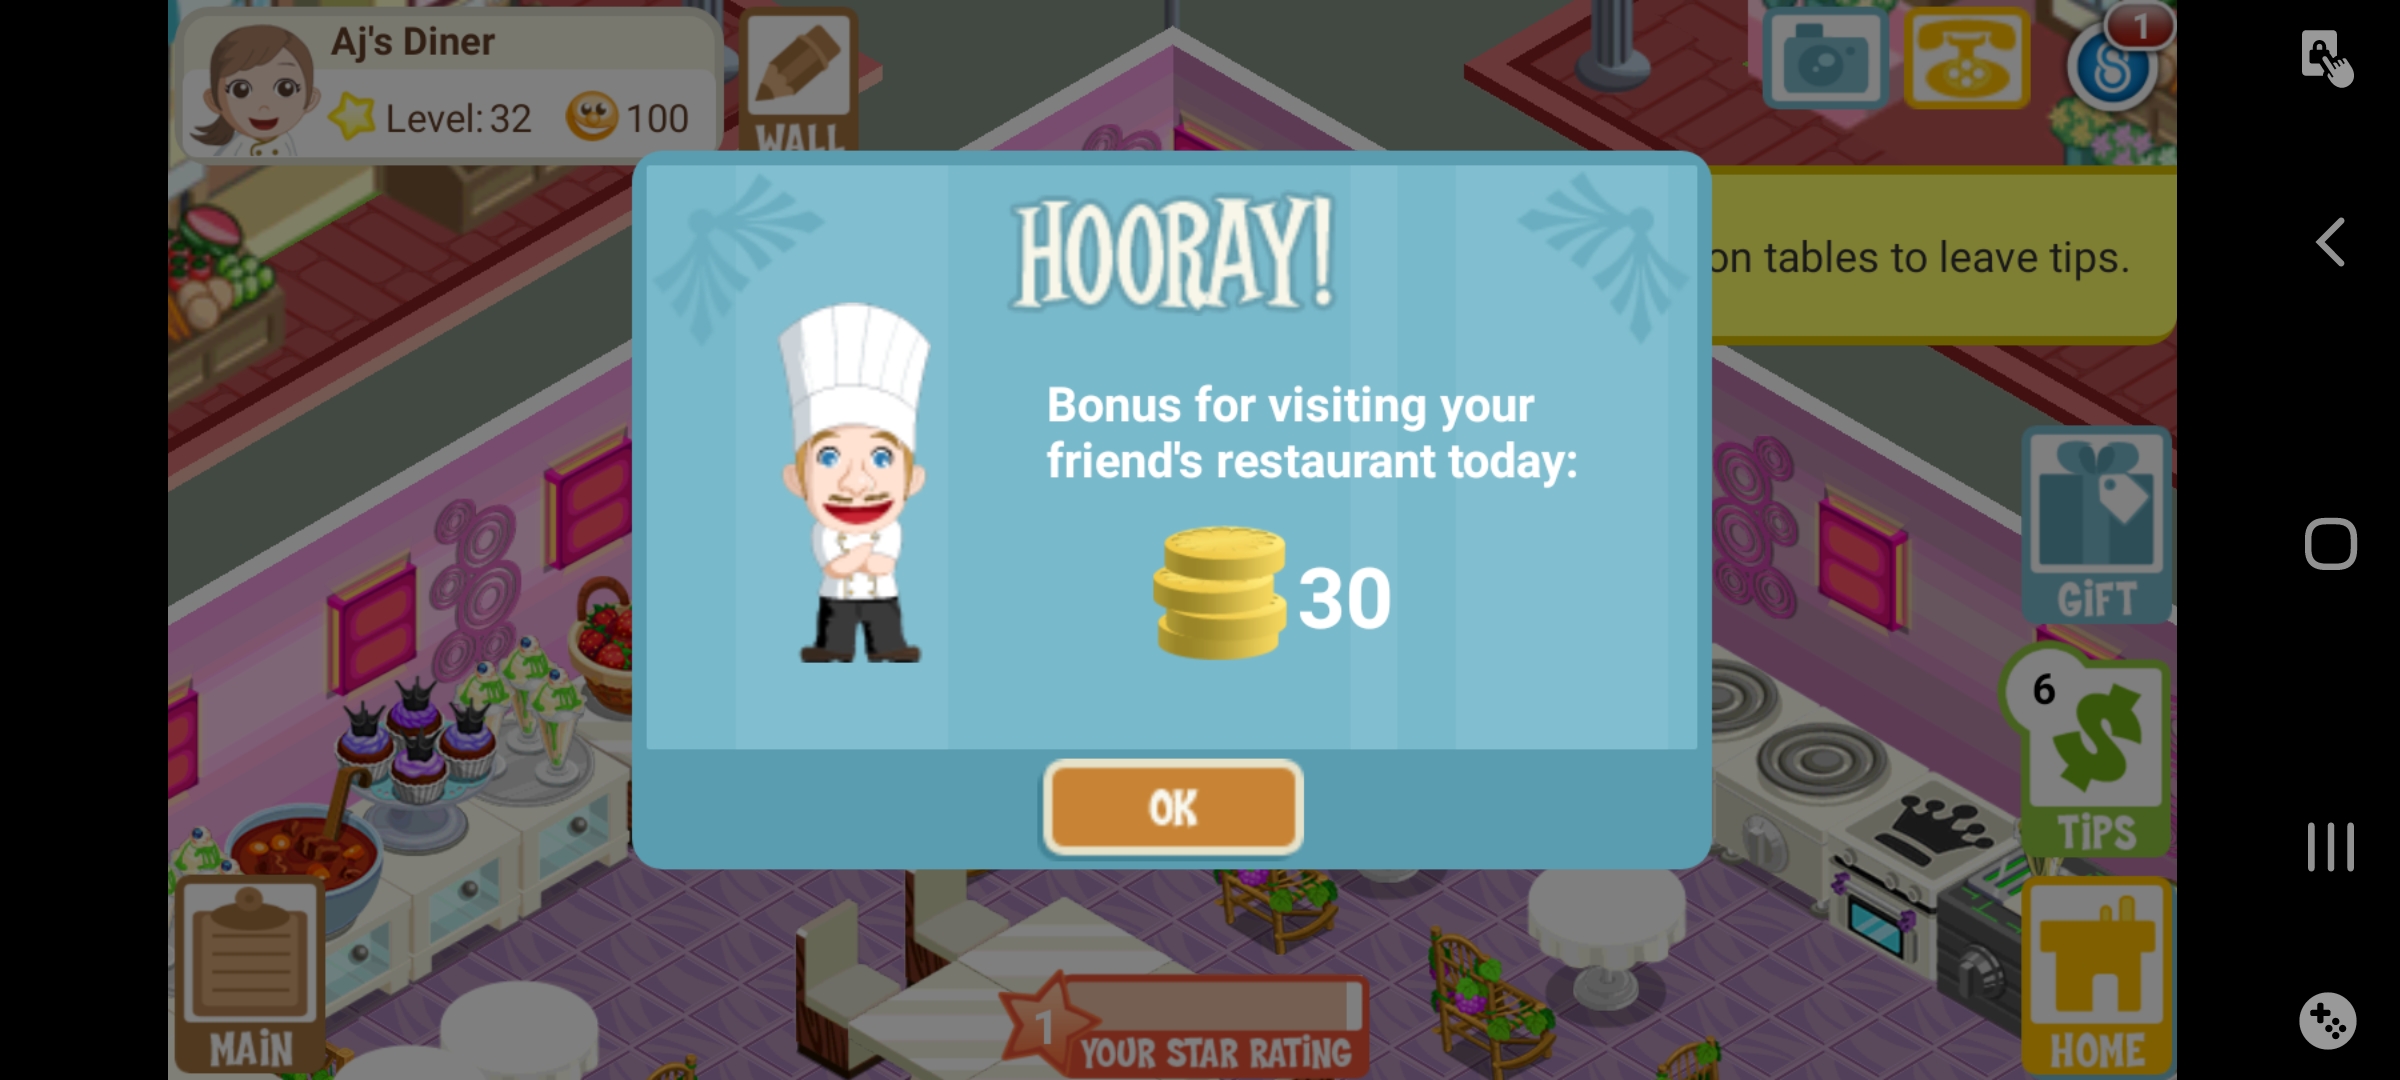 Aj's Diner
Level: 32
100
WALL
1
HOORAY!
on tables to leave tips.
Bonus for visiting your
friend's restaurant today:
30
GIFT
6
TIPS
OK
MAIN
1
YOUR STAR RATING
HOME